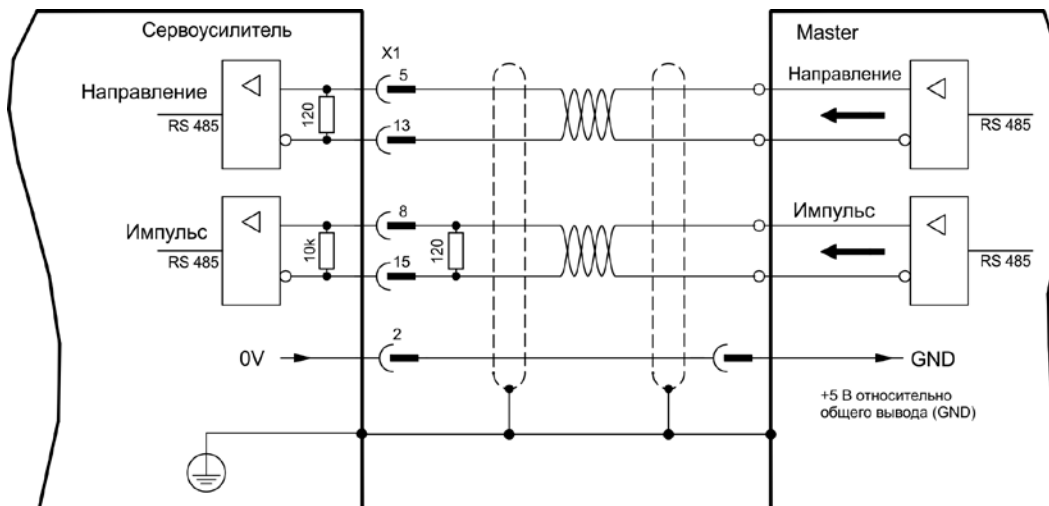 Сервоусилитель
X1
Master
Направление
RS 485
120
5
13
Направление
RS 485
Импульс
RS 485
10k
8
15
120
Импульс
RS 485
0V
2
GND
+5 В относительно
общего вывода (GND)